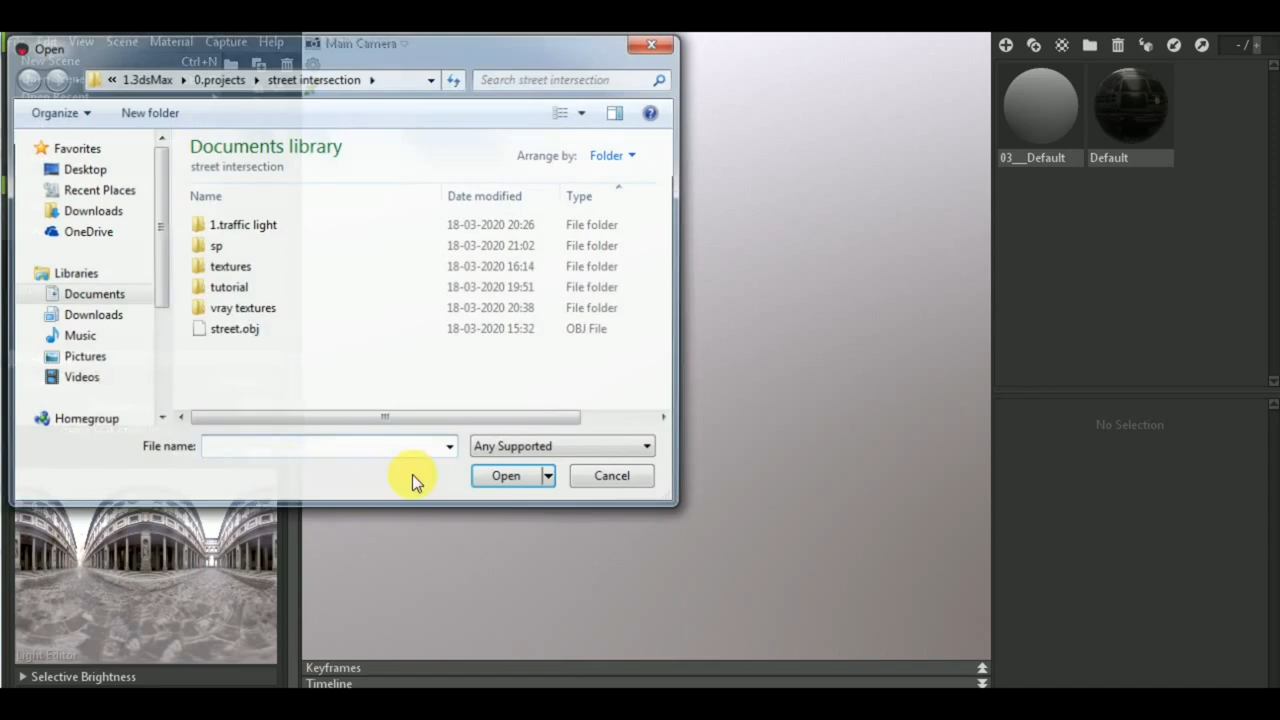 Edit View Scene Material Capture Help
Open
Main Camera
New Scene Ctrl+N
« 1.3dsMax 0.projects street intersection
Search street intersection
- / +
Organize New folder
Documents library
street intersection
Arrange by: Folder
Name Date modified Type
1.traffic light 18-03-2020 20:26 File folder
sp 18-03-2020 21:02 File folder
textures 18-03-2020 16:14 File folder
tutorial 18-03-2020 19:51 File folder
vray textures 18-03-2020 20:38 File folder
street.obj 18-03-2020 15:32 OBJ File
Favorites
Desktop
Recent Places
Downloads
OneDrive
Libraries
Documents
Downloads
Music
Pictures
Videos
Homegroup
File name: Any Supported
Open Cancel
03__Default Default
No Selection
Light Editor
Selective Brightness
Keyframes
Timeline